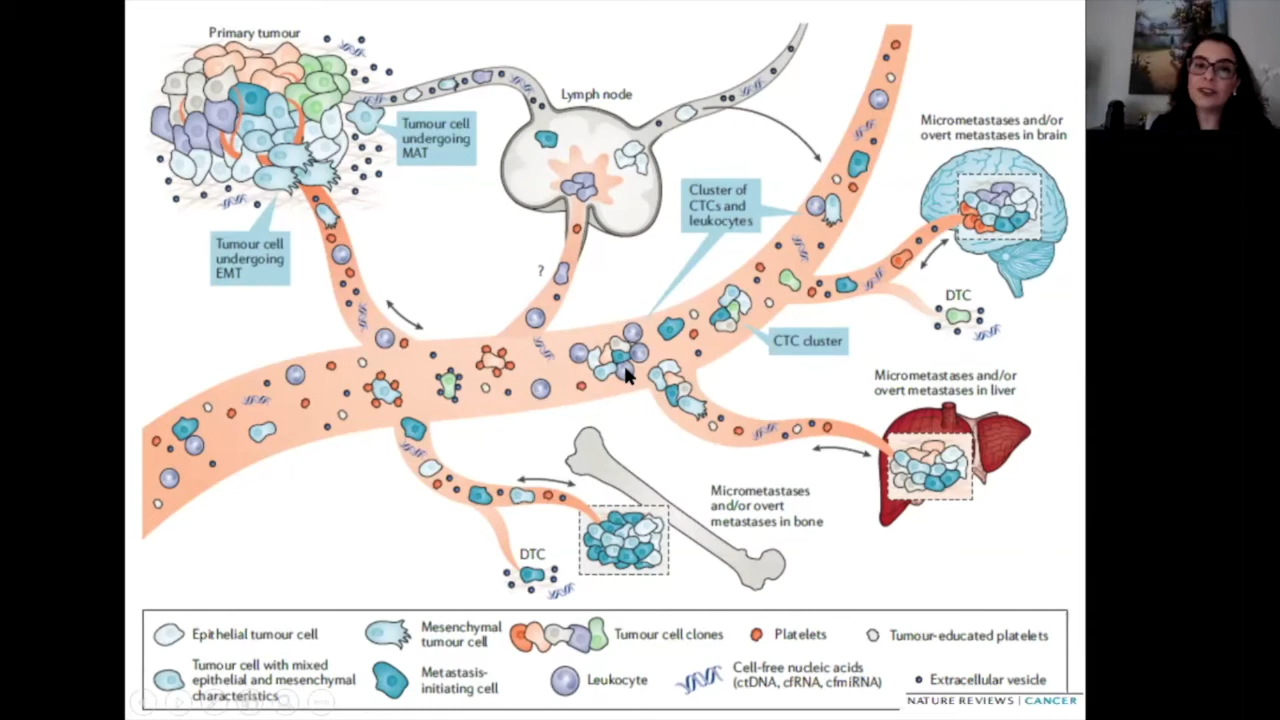 Primary tumour
Lymph node
Tumour cell
undergoing
MAT
Micrometastases and/or
overt metastases in brain
Cluster of
CTCs and
leukocytes
Tumour cell
undergoing
EMT
?
DTC
CTC cluster
Micrometastases and/or
overt metastases in liver
Micrometastases
and/or overt
metastases in bone
DTC
Epithelial tumour cell
Mesenchymal
tumour cell
Tumour cell clones
Platelets
Tumour-educated platelets
Tumour cell with mixed
epithelial and mesenchymal
characteristics
Metastasis-
initiating cell
Leukocyte
Cell-free nucleic acids
(ctDNA, cfRNA, cfmiRNA)
Extracellular vesicle
NATURE REVIEWS | CANCER